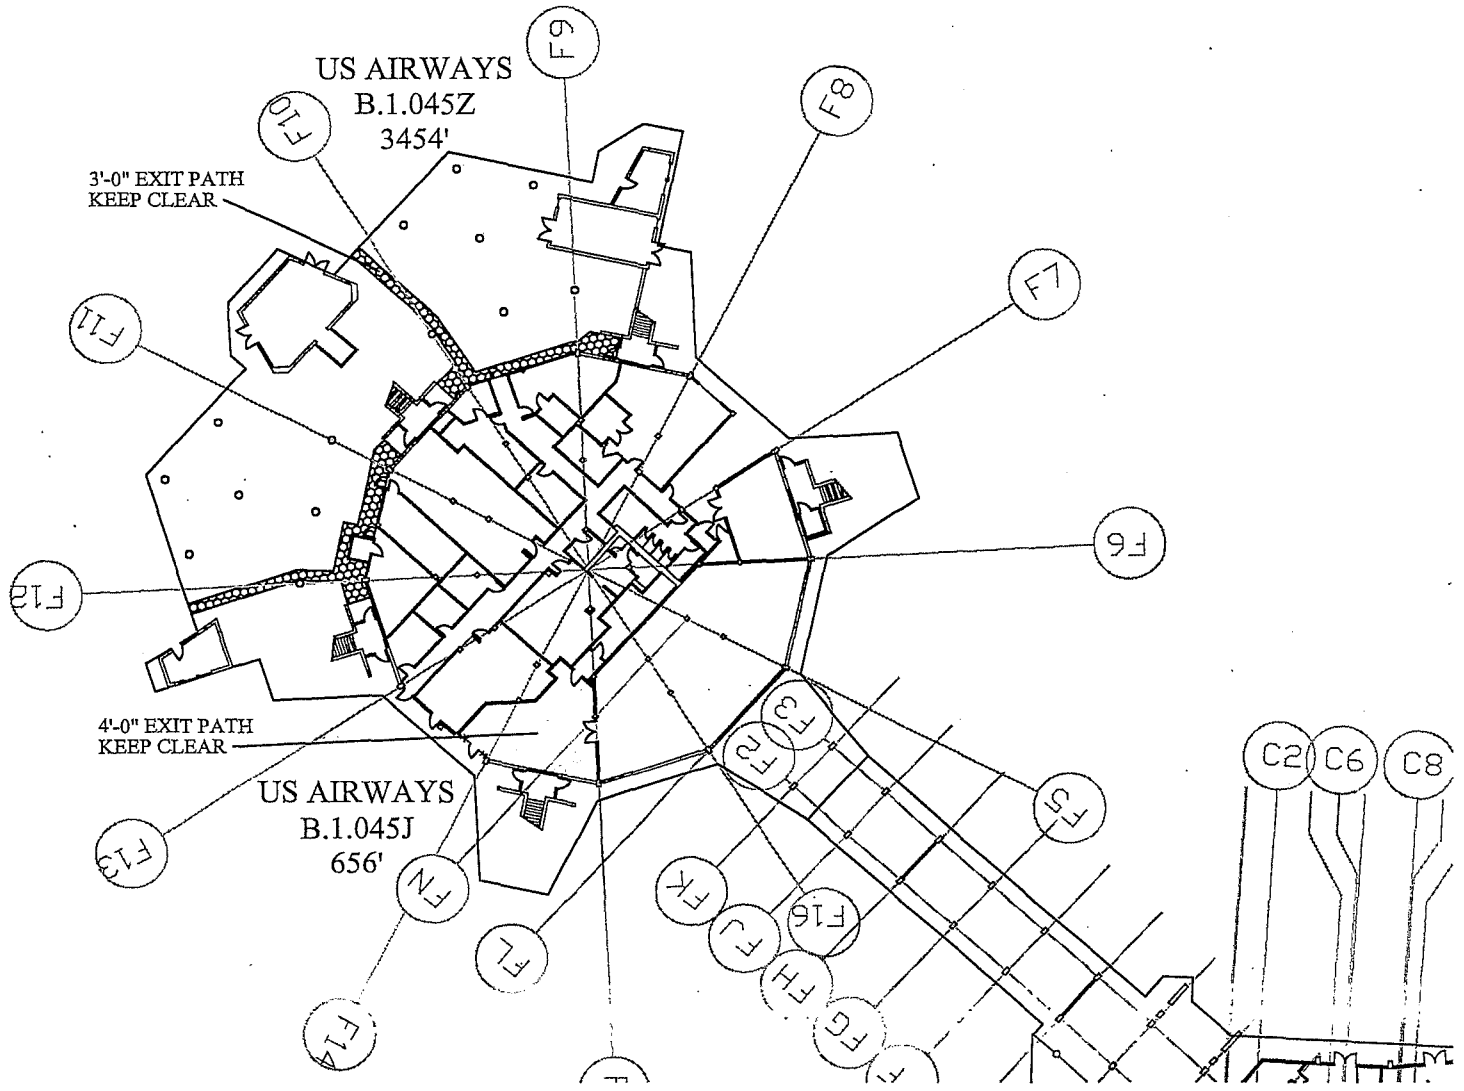 F9
US AIRWAYS
B.1.045Z
3454'
F8
F10
3'-0" EXIT PATH
KEEP CLEAR
F7
F11
F6
F12
F3
F2
4'-0" EXIT PATH
KEEP CLEAR
C2
C6
C8
US AIRWAYS
B.1.045J
656'
F5
F13
FN
FK
F16
FJ
FL
FH
FG
F14